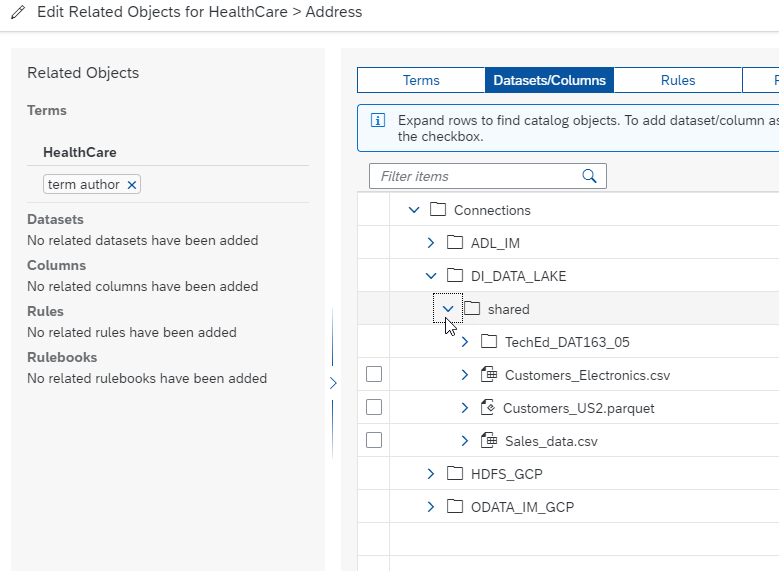 Edit Related Objects for HealthCare > Address
Related Objects
Terms
HealthCare
term author
Datasets
No related datasets have been added
Columns
No related columns have been added
Rules
No related rules have been added
Rulebooks
No related rulebooks have been added
Terms
Datasets/Columns
Rules
Expand rows to find catalog objects. To add dataset/column as
the checkbox.
Filter items
Connections
ADL_IM
DI_DATA_LAKE
shared
TechEd_DAT163_05
Customers_Electronics.csv
Customers_US2.parquet
Sales_data.csv
HDFS_GCP
ODATA_IM_GCP